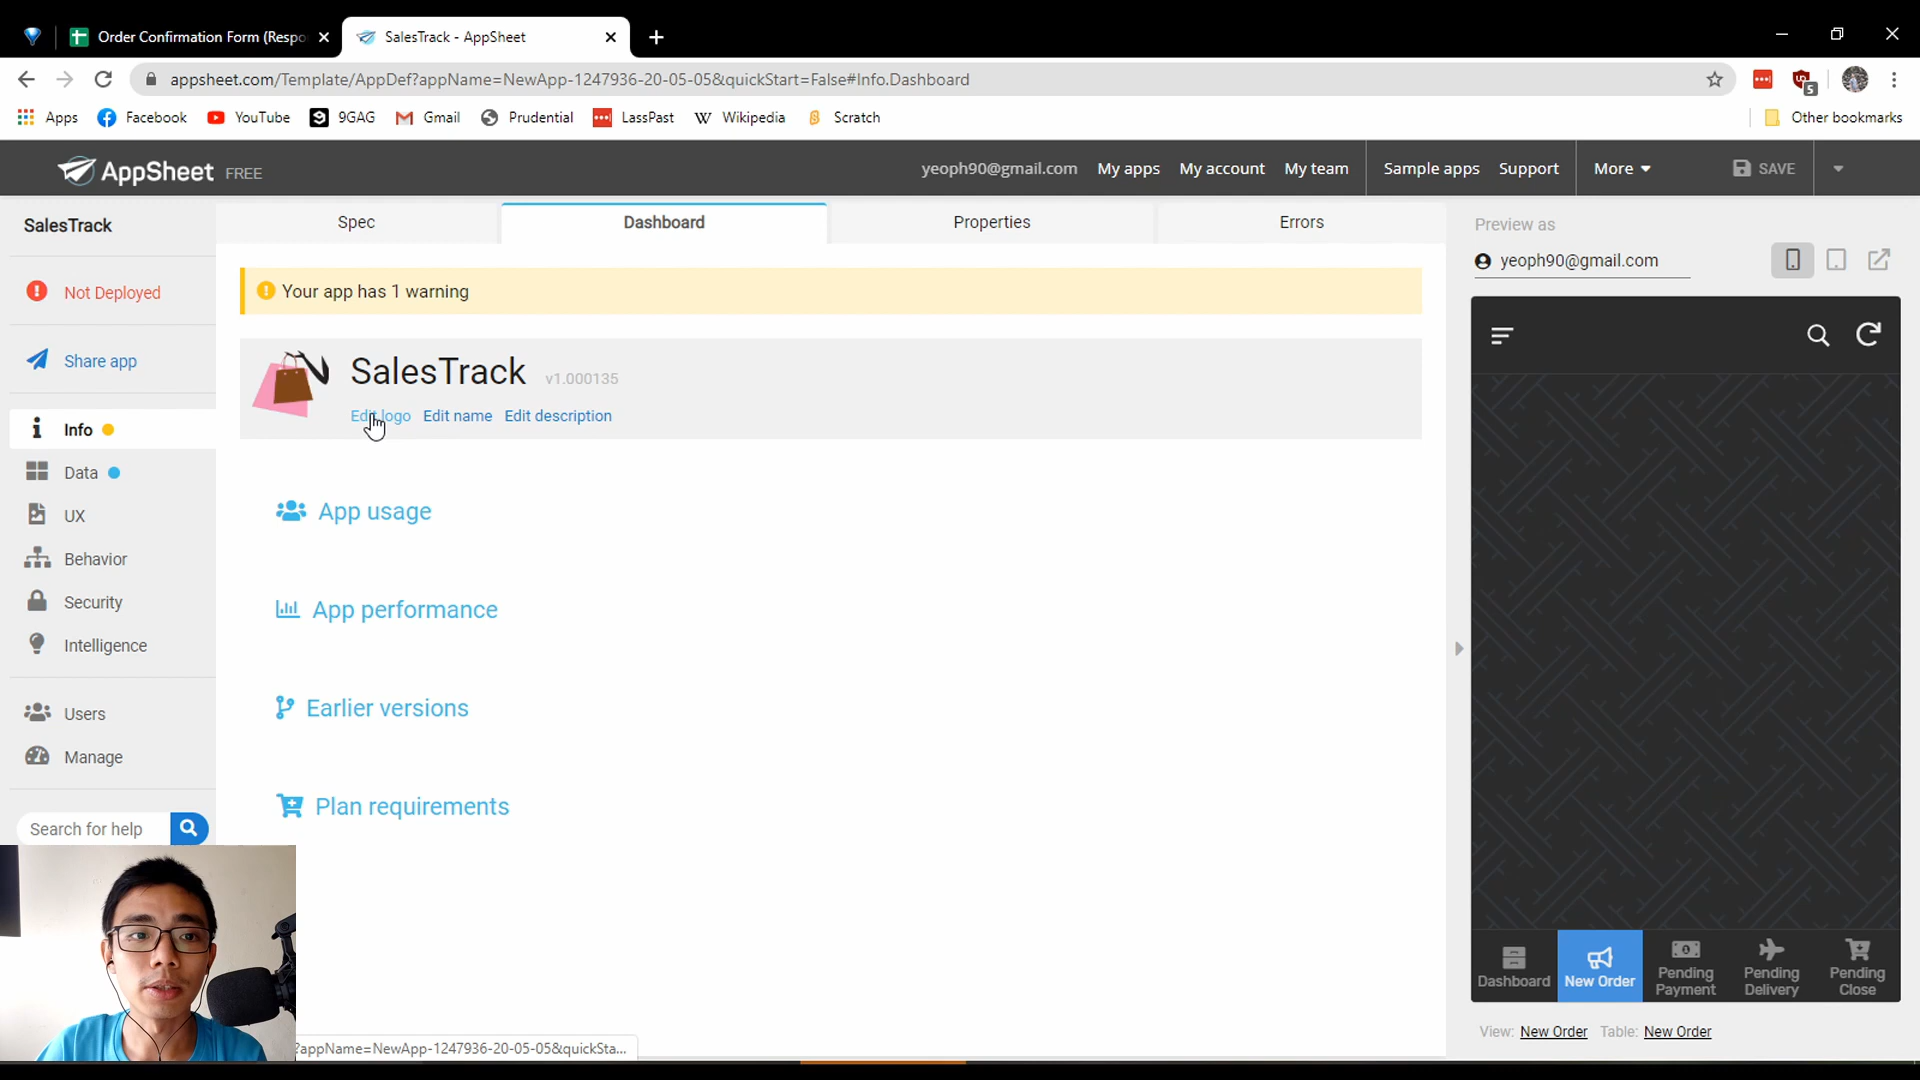 Order Confirmation Form (Respo
SalesTrack - AppSheet
appsheet.com/Template/AppDef?appName=NewApp-1247936-20-05-05&quickStart=False#Info.Dashboard
5
Apps
Facebook
YouTube
9GAG
Gmail
Prudential
LassPast
Wikipedia
Scratch
Other bookmarks
AppSheet FREE
yeoph90@gmail.com
My apps
My account
My team
Sample apps
Support
More
SAVE
SalesTrack
Not Deployed
Share app
Info
Data
UX
Behavior
Security
Intelligence
Users
Manage
Search for help
Spec
Dashboard
Properties
Errors
Your app has 1 warning
SalesTrack v1.000135
Edit logo Edit name Edit description
App usage
App performance
Earlier versions
Plan requirements
?appName=NewApp-1247936-20-05-05&quickSta...
Preview as
yeoph90@gmail.com
Dashboard
New Order
Pending
Payment
Pending
Delivery
Pending
Close
View: New Order Table: New Order